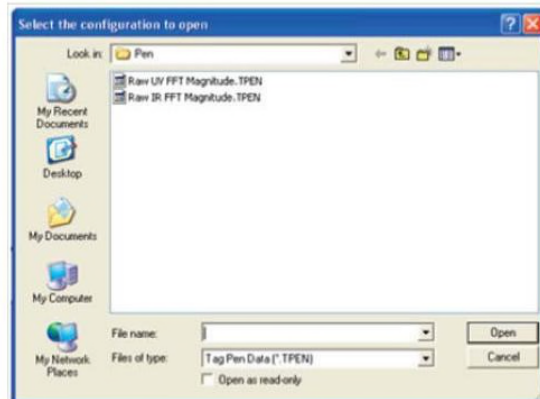 Select the configuration to open
Look in: Pen
Raw UV FFT Magnitude.TPEN
Raw IR FFT Magnitude.TPEN
My Recent
Documents
Desktop
My Documents
My Computer
My Network
Places
File name:
Open
Files of type: Tag Pen Data (*.TPEN)
Cancel
Open as read-only